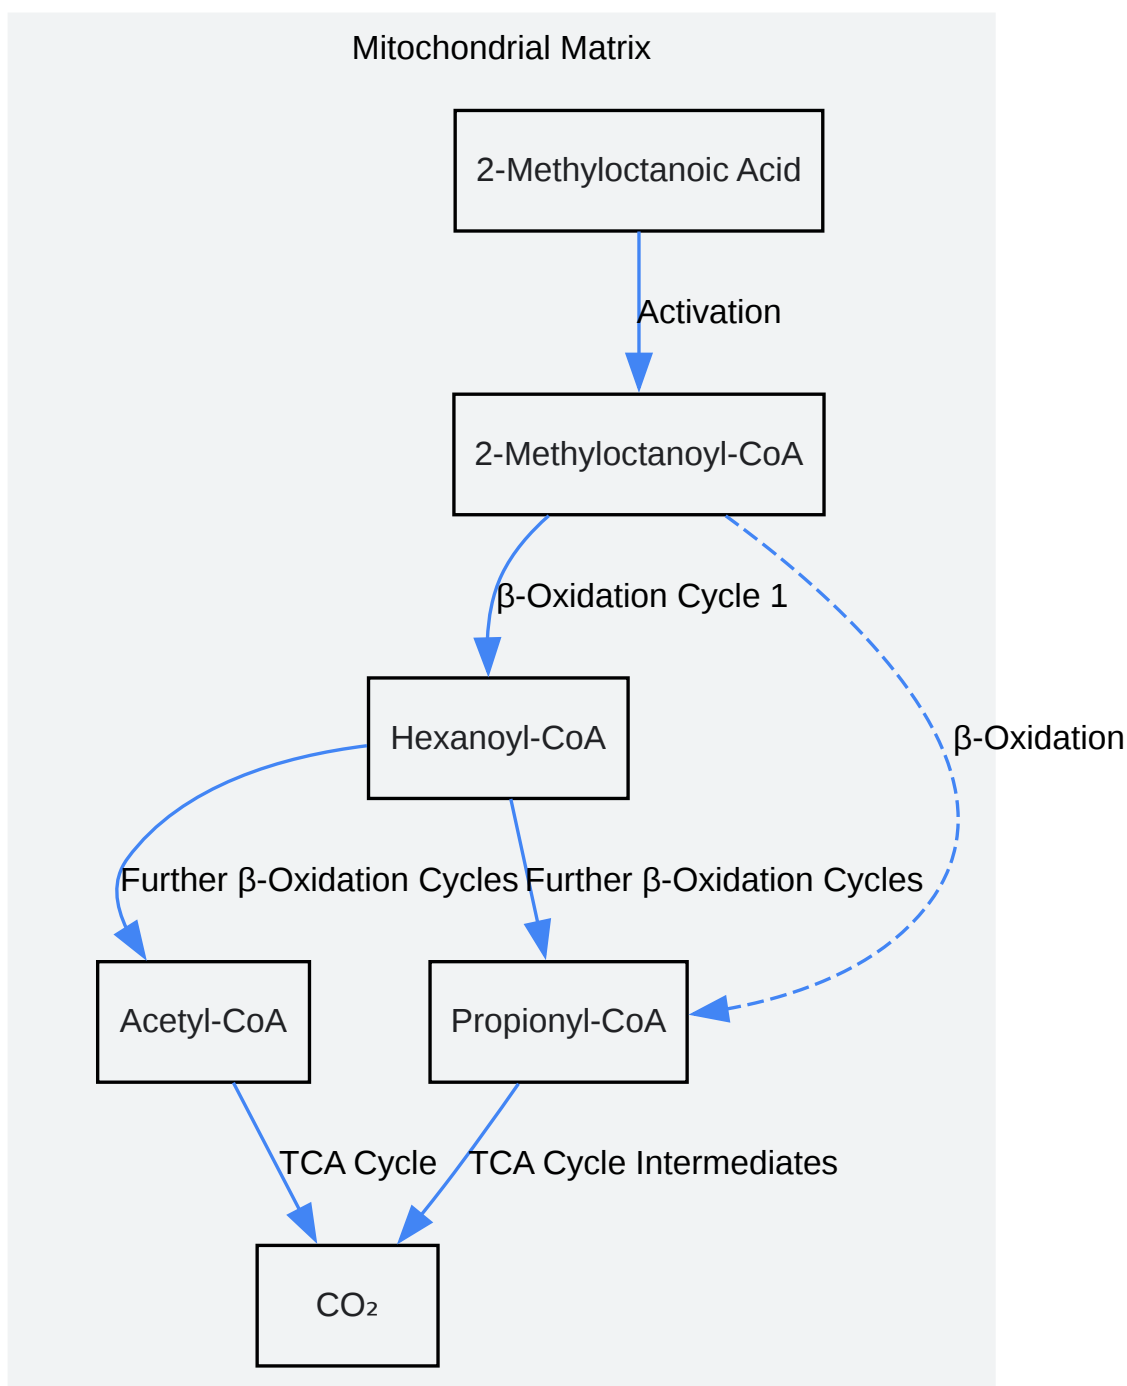 Mitochondrial Matrix
2-Methyloctanoic Acid
Activation
2-Methyloctanoyl-CoA
β-Oxidation Cycle 1
Hexanoyl-CoA
β-Oxidation
Further β-Oxidation Cycles
Further β-Oxidation Cycles
Acetyl-CoA
Propionyl-CoA
TCA Cycle
TCA Cycle Intermediates
CO₂